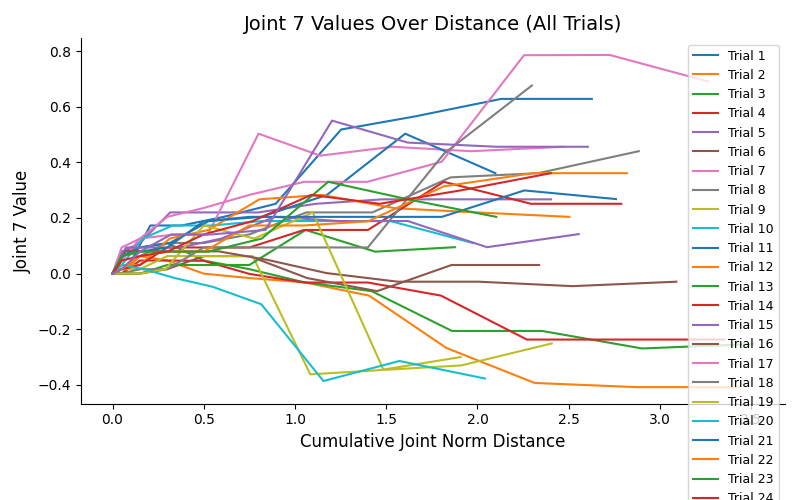 Joint 7 Values Over Distance (All Trials)
0.8
0.6
0.4
0.2
0.0
−0.2
−0.4
Joint 7 Value
0.0
0.5
1.0
1.5
2.0
2.5
3.0
Cumulative Joint Norm Distance
Trial 1
Trial 2
Trial 3
Trial 4
Trial 5
Trial 6
Trial 7
Trial 8
Trial 9
Trial 10
Trial 11
Trial 12
Trial 13
Trial 14
Trial 15
Trial 16
Trial 17
Trial 18
Trial 19
Trial 20
Trial 21
Trial 22
Trial 23
Trial 24